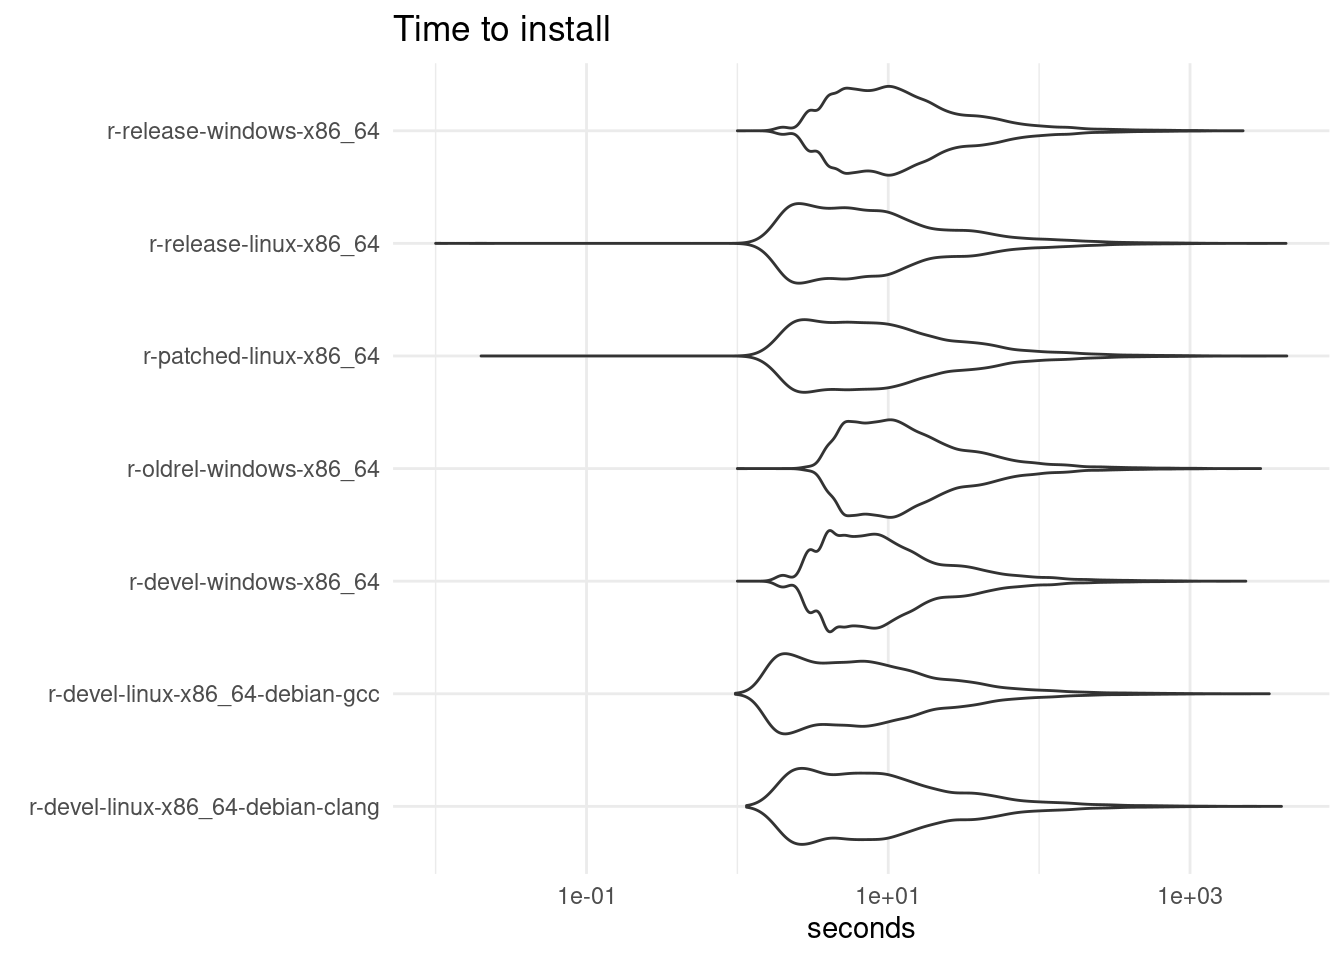 Time to install
r-release-windows-x86_64
r-release-linux-x86_64
r-patched-linux-x86_64
r-oldrel-windows-x86_64
r-devel-windows-x86_64
r-devel-linux-x86_64-debian-gcc
r-devel-linux-x86_64-debian-clang
1e-01 1e+01 1e+03
seconds